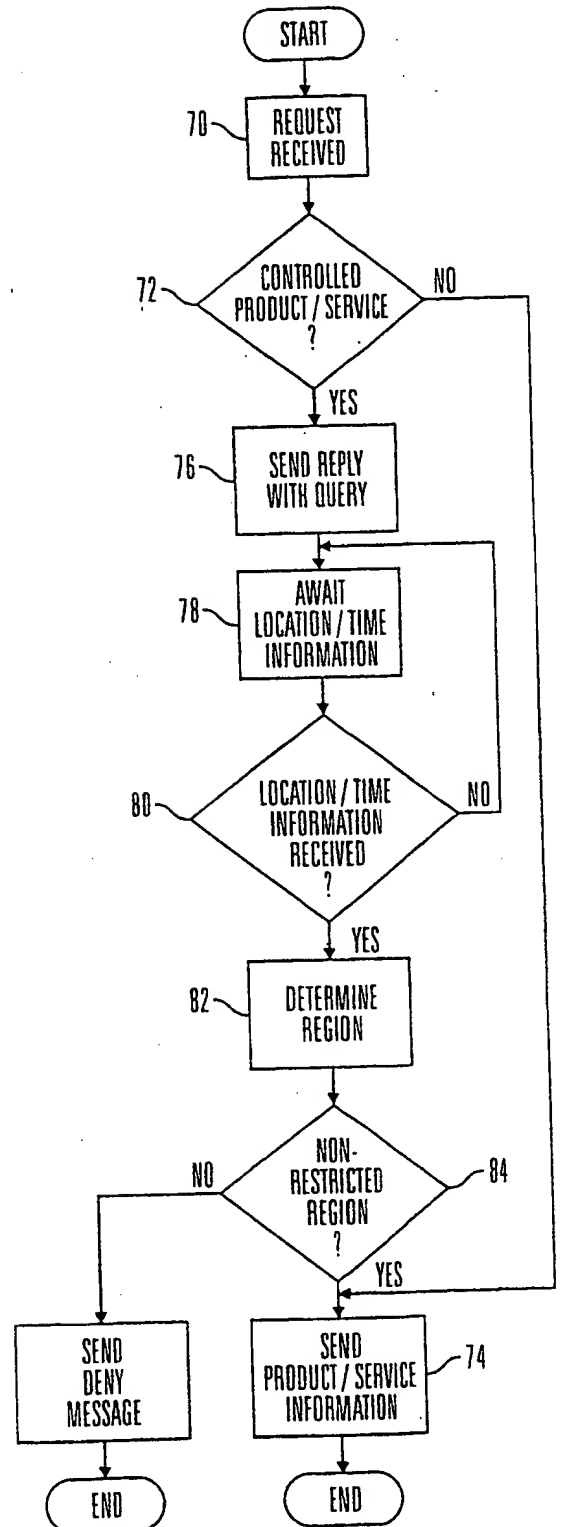 START
70
REQUEST
RECEIVED
72
CONTROLLED
PRODUCT / SERVICE
?
NO
YES
76
SEND REPLY
WITH QUERY
78
AWAIT
LOCATION / TIME
INFORMATION
80
LOCATION / TIME
INFORMATION
RECEIVED
?
NO
YES
82
DETERMINE
REGION
NO
NON-
RESTRICTED
REGION
?
84
YES
SEND
DENY
MESSAGE
SEND
PRODUCT / SERVICE
INFORMATION
74
END
END